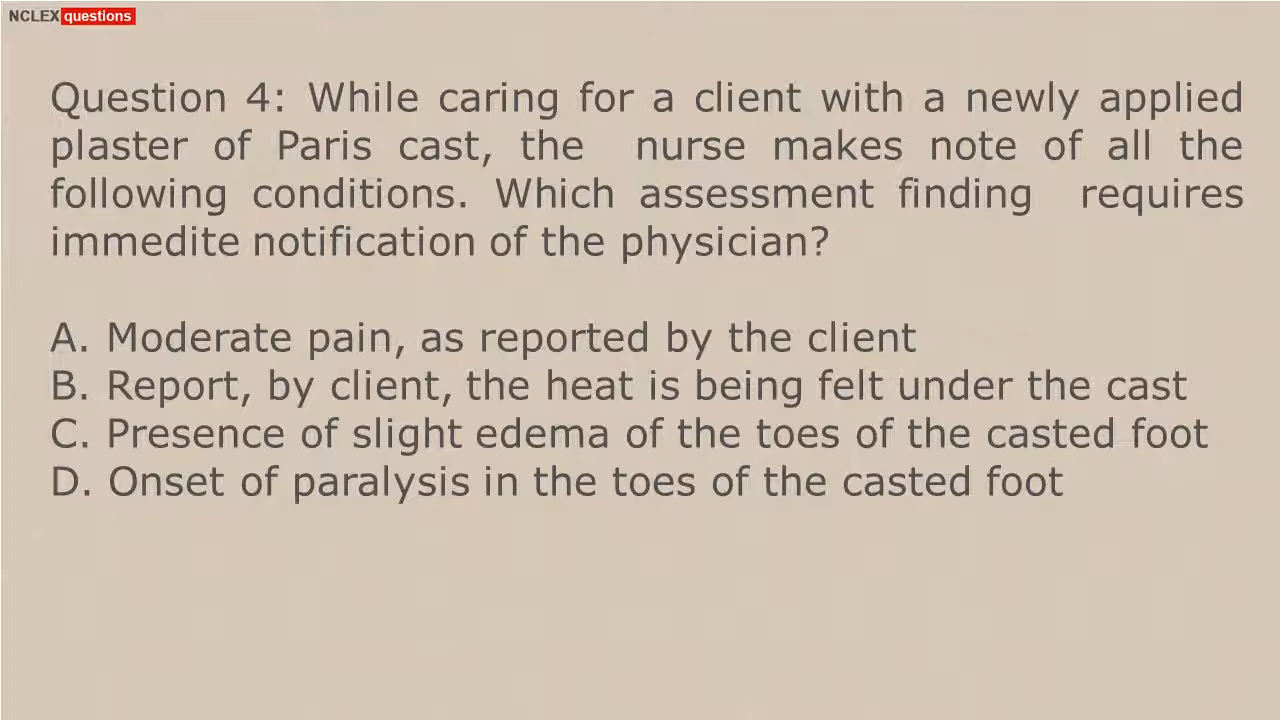 NCLEX questions
Question 4: While caring for a client with a newly applied
plaster of Paris cast, the nurse makes note of all the
following conditions. Which assessment finding requires
immedite notification of the physician?
A. Moderate pain, as reported by the client
B. Report, by client, the heat is being felt under the cast
C. Presence of slight edema of the toes of the casted foot
D. Onset of paralysis in the toes of the casted foot